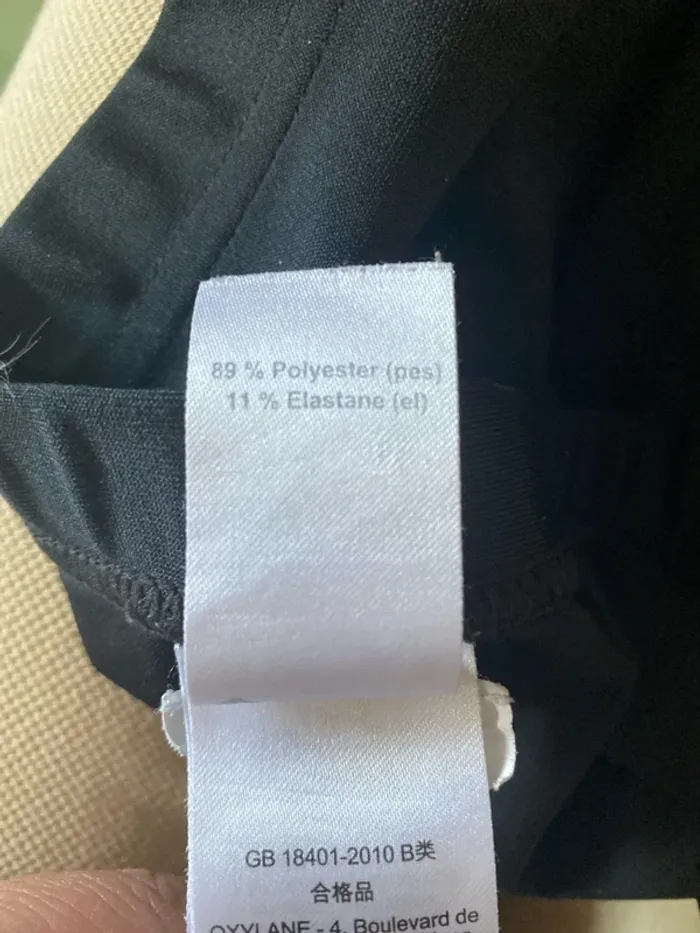 89 % Polyester (pes)
11 % Elastane (el)
GB 18401-2010 B类
合格品
OXYLANE - 4, Boulevard de